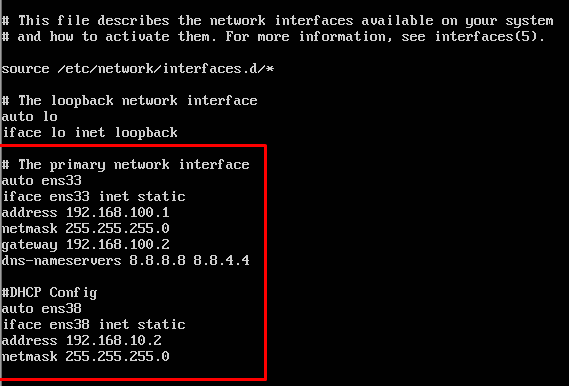 # This file describes the network interfaces available on your system
# and how to activate them. For more information, see interfaces(5).
source /etc/network/interfaces.d/*
# The loopback network interface
auto lo
iface lo inet loopback
# The primary network interface
auto ens33
iface ens33 inet static
address 192.168.100.1
netmask 255.255.255.0
gateway 192.168.100.2
dns-nameservers 8.8.8.8 8.8.4.4
#DHCP Config
auto ens38
iface ens38 inet static
address 192.168.10.2
netmask 255.255.255.0